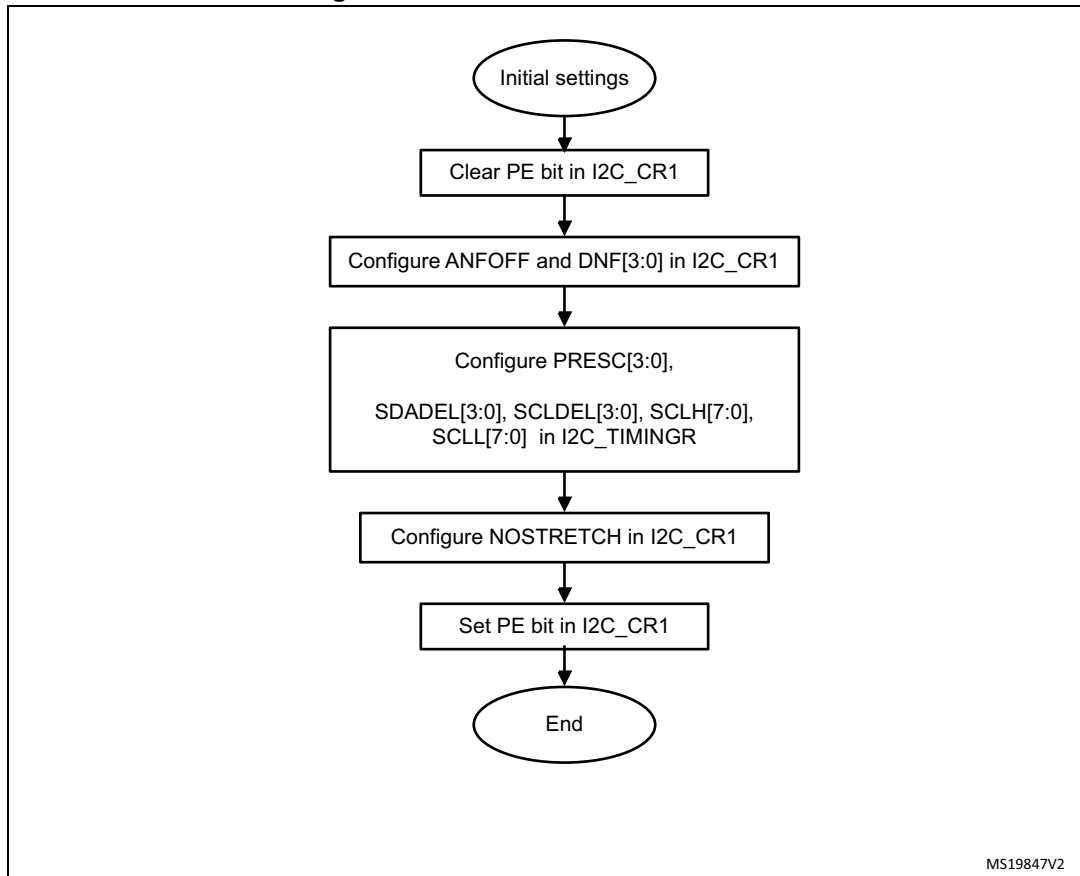 Initial settings
Clear PE bit in I2C_CR1
Configure ANFOFF and DNF[3:0] in I2C_CR1
Configure PRESC[3:0],
SDADEL[3:0], SCLDEL[3:0], SCLH[7:0],
SCLL[7:0] in I2C_TIMINGR
Configure NOSTRETCH in I2C_CR1
Set PE bit in I2C_CR1
End
MS19847V2